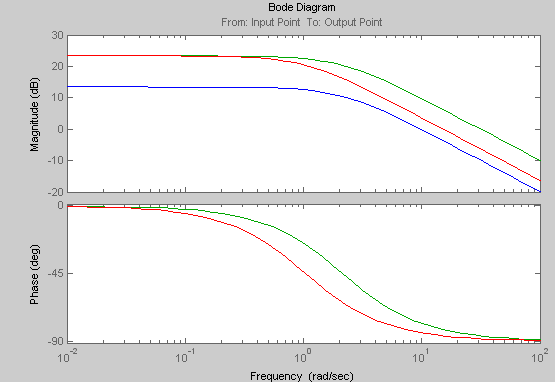 Bode Diagram
From: Input Point To: Output Point
Magnitude (dB)
30
20
10
0
-10
-20
Phase (deg)
0
-45
-90
10^-2
10^-1
10^0
10^1
10^2
Frequency (rad/sec)